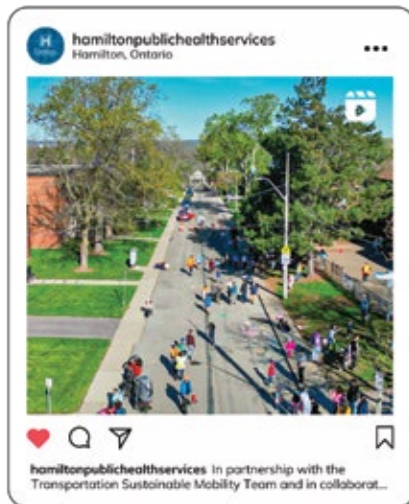 hamiltonpublichealthservices
Hamilton, Ontario
hamiltonpublichealthservices In partnership with the
Transportation Sustainable Mobility Team and in collaborat...